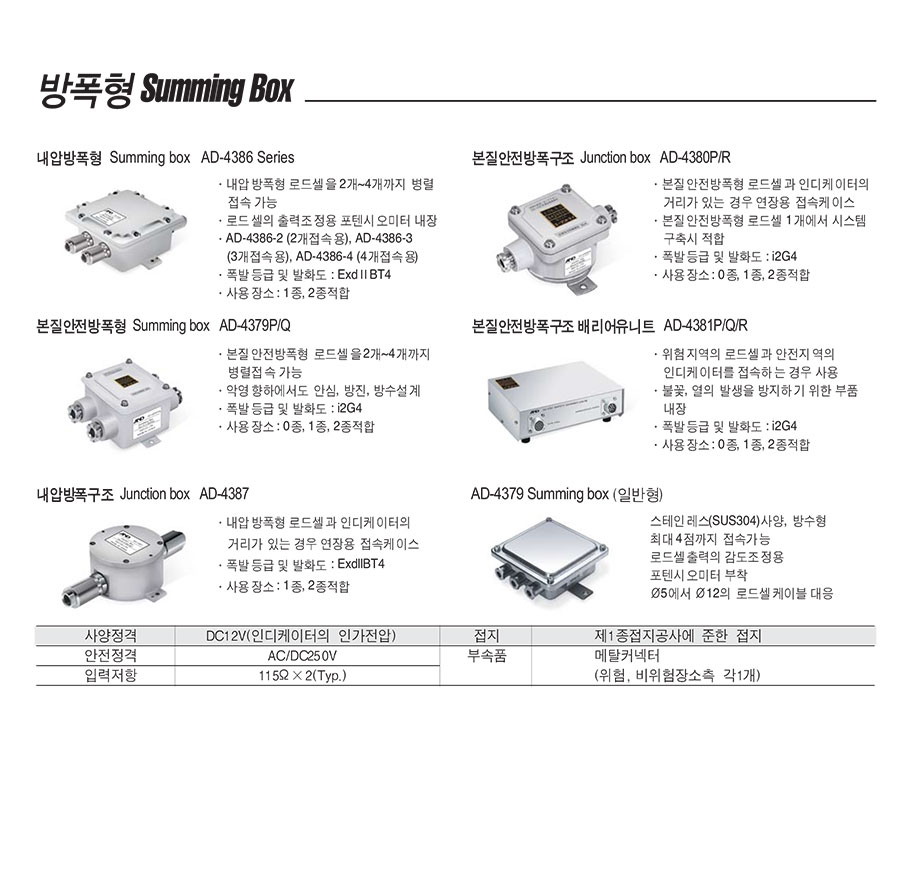 방폭형 Summing Box
내압방폭형 Summing box AD-4386 Series
· 내압 방폭형 로드셀을 2개~4개까지 병렬
접속 가능
· 로드셀의 출력조정용 포텐시오미터 내장
· AD-4386-2 (2개접속용), AD-4386-3
(3개접속용), AD-4386-4 (4개접속용)
· 폭발등급 및 발화도 : ExdⅡBT4
· 사용장소 : 1종, 2종적합
본질안전방폭구조 Junction box AD-4380P/R
· 본질안전방폭형 로드셀과 인디케이터의
거리가 있는 경우 연장용 접속케이스
· 본질안전방폭형 로드셀 1개에서 시스템
구축시 적합
· 폭발등급 및 발화도 : i2G4
· 사용장소 : 0종, 1종, 2종적합
본질안전방폭형 Summing box AD-4379P/Q
· 본질안전방폭형 로드셀을2개~4개까지
병렬접속 가능
· 악영향하에서도 안심, 방진, 방수설계
· 폭발등급 및 발화도 : i2G4
· 사용장소 : 0종, 1종, 2종적합
본질안전방폭구조 배리어유니트 AD-4381P/Q/R
· 위험지역의 로드셀과 안전지역의
인디케이터를 접속하는 경우 사용
· 불꽃, 열의 발생을 방지하기 위한 부품
내장
· 폭발등급 및 발화도 : i2G4
· 사용장소 : 0종, 1종, 2종적합
내압방폭구조 Junction box AD-4387
· 내압 방폭형 로드셀과 인디케이터의
거리가 있는 경우 연장용 접속케이스
· 폭발등급 및 발화도 : ExdIIBT4
· 사용장소 : 1종, 2종적합
AD-4379 Summing box (일반형)
스테인레스(SUS304)사양, 방수형
최대 4점까지 접속가능
로드셀출력의 감도조정용
포텐시오미터 부착
Ø5에서 Ø12의 로드셀케이블 대응
사양정격 DC12V(인디케이터의 인가전압) 접지 제1종접지공사에 준한 접지
안전정격 AC/DC250V 부속품 메탈커넥터
입력저항 115Ω×2(Typ.) (위험, 비위험장소측 각1개)